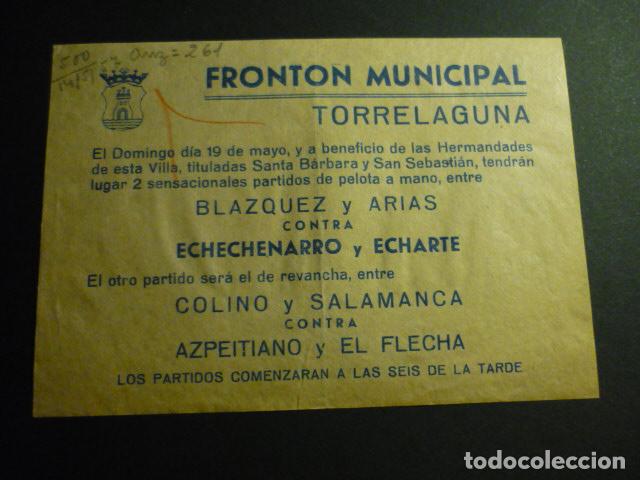 500
= 261
FRONTON MUNICIPAL
TORRELAGUNA
El Domingo día 19 de mayo, y a beneficio de las Hermandades
de esta Villa, tituladas Santa Bárbara y San Sebastián, tendrán
lugar 2 sensacionales partidos de pelota a mano, entre
BLAZQUEZ y ARIAS
CONTRA
ECHECHENARRO y ECHARTE
El otro partido será el de revancha, entre
COLINO y SALAMANCA
CONTRA
AZPEITIANO y EL FLECHA
LOS PARTIDOS COMENZARAN A LAS SEIS DE LA TARDE
todocoleccion.net